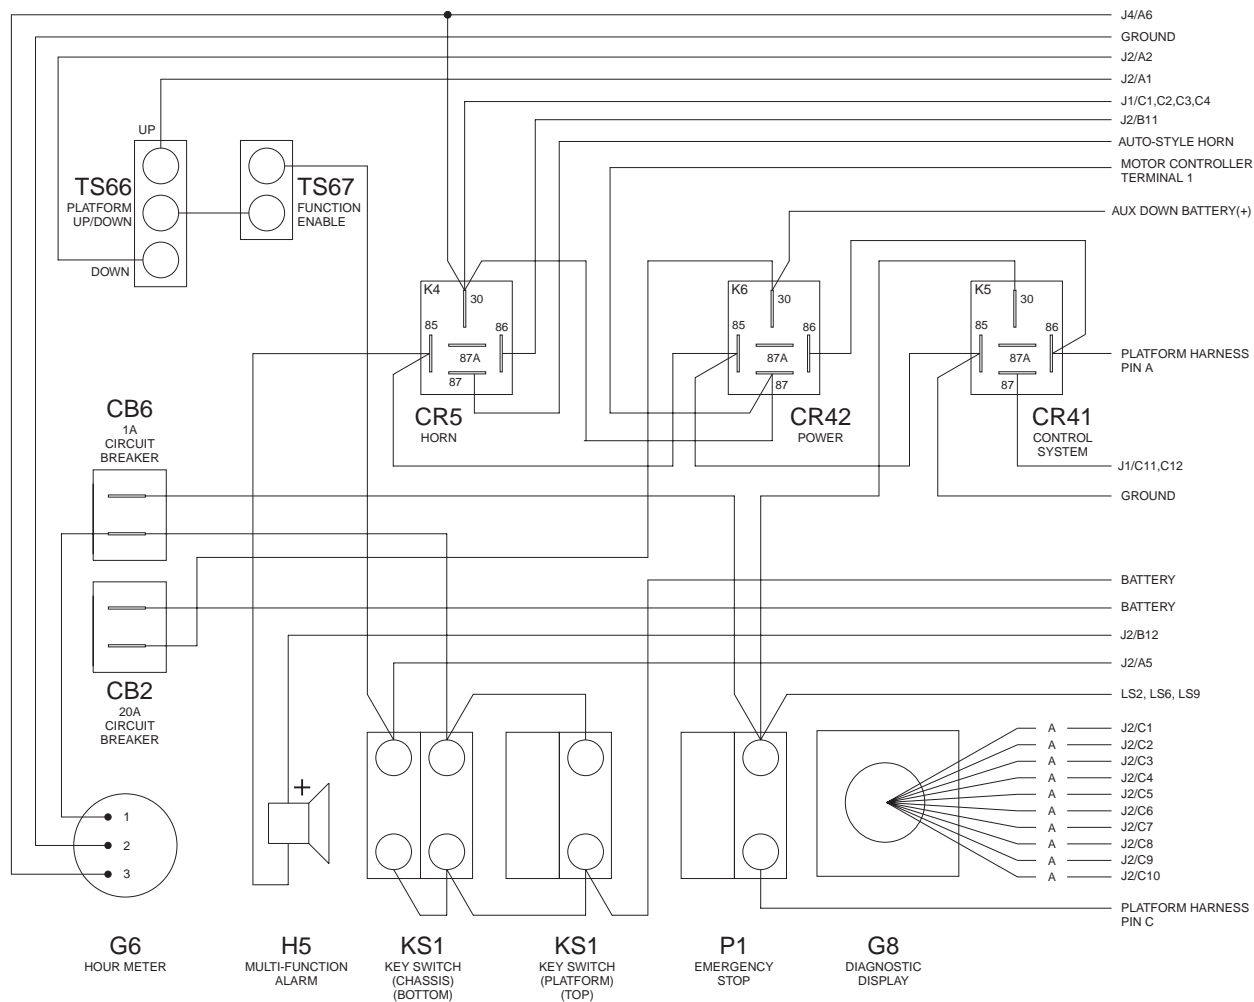 J4/A6
GROUND
J2/A2
J2/A1
J1/C1,C2,C3,C4
J2/B11
AUTO-STYLE HORN
MOTOR CONTROLLER
TERMINAL 1
AUX DOWN BATTERY(+)
UP
TS66
PLATFORM
UP/DOWN
DOWN
TS67
FUNCTION
ENABLE
K4
30
85
86
87A
87
CR5
HORN
K6
30
85
86
87A
87
CR42
POWER
K5
30
85
86
87A
87
CR41
CONTROL
SYSTEM
PLATFORM HARNESS
PIN A
J1/C11,C12
GROUND
CB6
1A
CIRCUIT
BREAKER
CB2
20A
CIRCUIT
BREAKER
BATTERY
BATTERY
J2/B12
J2/A5
LS2, LS6, LS9
A J2/C1
A J2/C2
A J2/C3
A J2/C4
A J2/C5
A J2/C6
A J2/C7
A J2/C8
A J2/C9
A J2/C10
PLATFORM HARNESS
PIN C
1
2
3
+
G6
HOUR METER
H5
MULTI-FUNCTION
ALARM
KS1
KEY SWITCH
(CHASSIS)
(BOTTOM)
KS1
KEY SWITCH
(PLATFORM)
(TOP)
P1
EMERGENCY
STOP
G8
DIAGNOSTIC
DISPLAY